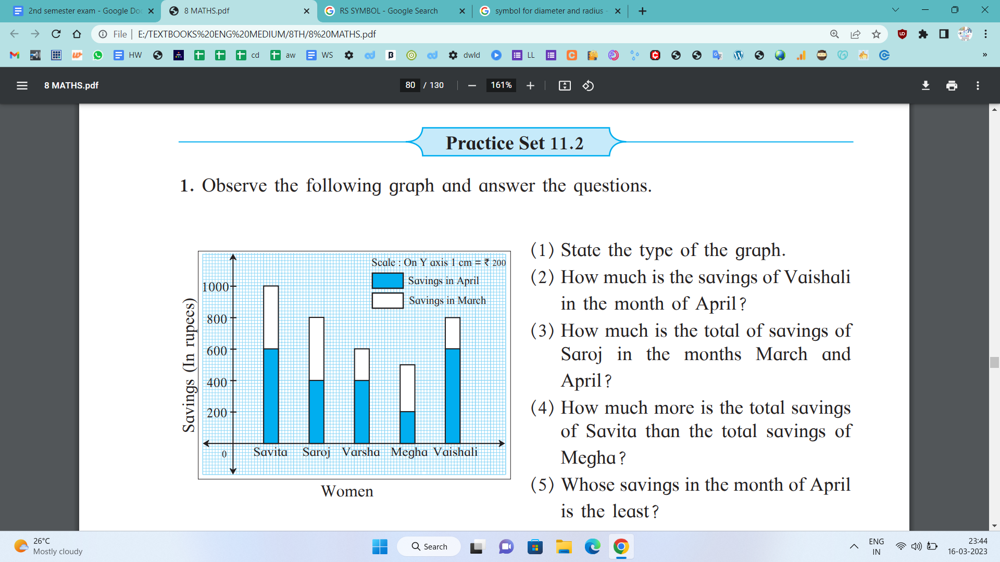 2nd semester exam - Google Do
8 MATHS.pdf
RS SYMBOL - Google Search
symbol for diameter and radius -
File
E:/TEXTBOOKS%20ENG%20MEDIUM/8TH/8%20MATHS.pdf
HW
cd
aw
WS
dwld
LL
8 MATHS.pdf
80 / 130
161%
Practice Set 11.2
1. Observe the following graph and answer the questions.
Scale : On Y axis 1 cm = ₹ 200
Savings in April
Savings in March
Savings (In rupees)
1000
800
600
400
200
0
Savita Saroj Varsha Megha Vaishali
Women
(1) State the type of the graph.
(2) How much is the savings of Vaishali
in the month of April?
(3) How much is the total of savings of
Saroj in the months March and
April?
(4) How much more is the total savings
of Savita than the total savings of
Megha?
(5) Whose savings in the month of April
is the least?
26°C
Mostly cloudy
Search
ENG
IN
23:44
16-03-2023